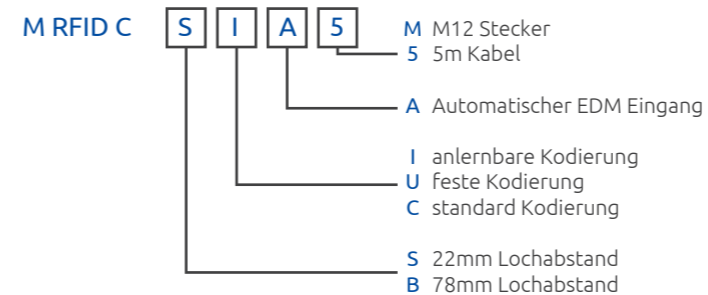 M RFID C S I A 5
M M12 Stecker
5 5m Kabel
A Automatischer EDM Eingang
I anlernbare Kodierung
U feste Kodierung
C standard Kodierung
S 22mm Lochabstand
B 78mm Lochabstand